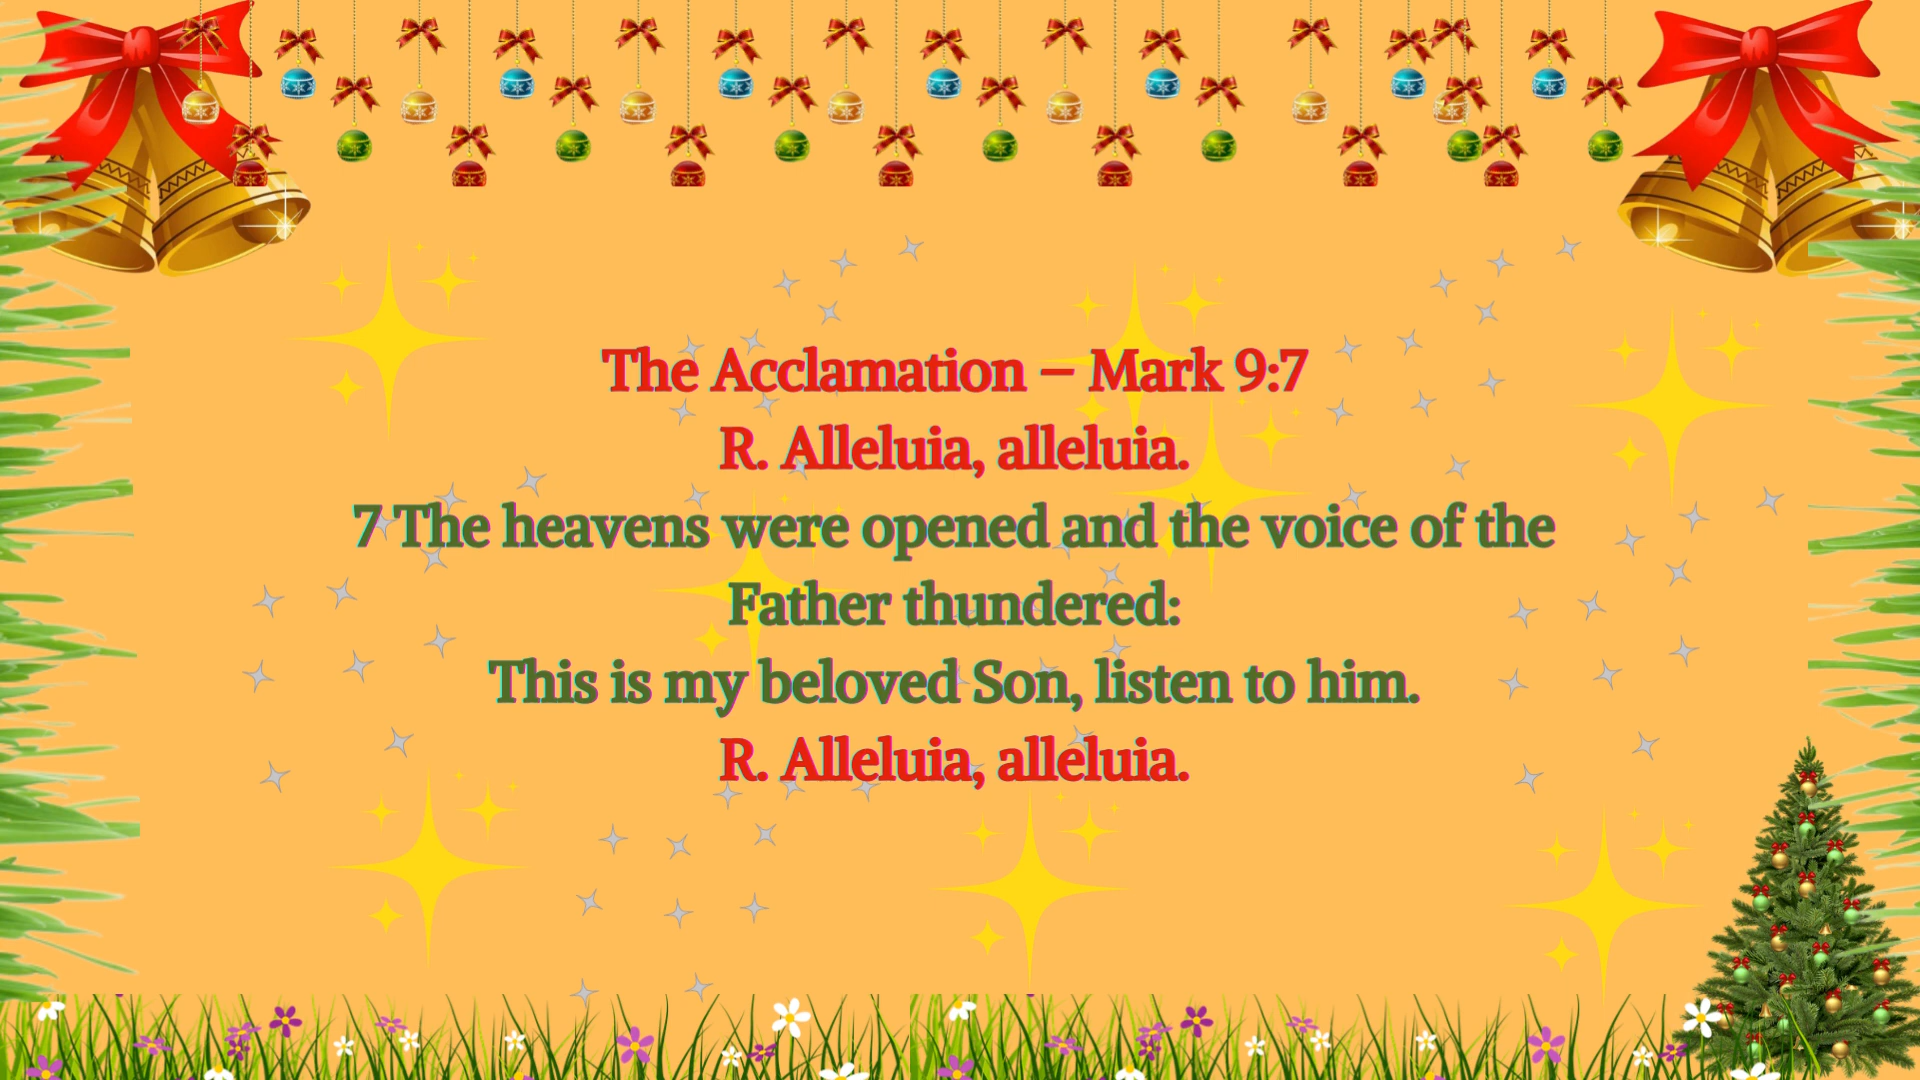 The Acclamation – Mark 9:7
R. Alleluia, alleluia.
7 The heavens were opened and the voice of the
Father thundered:
This is my beloved Son, listen to him.
R. Alleluia, alleluia.